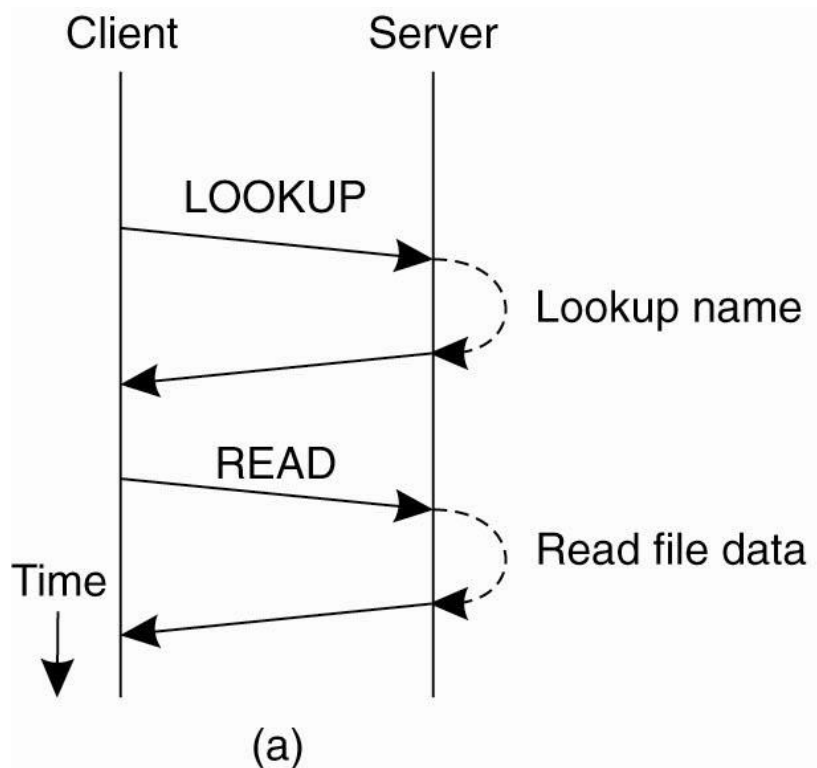 Client Server
LOOKUP
Lookup name
READ
Read file data
Time
(a)